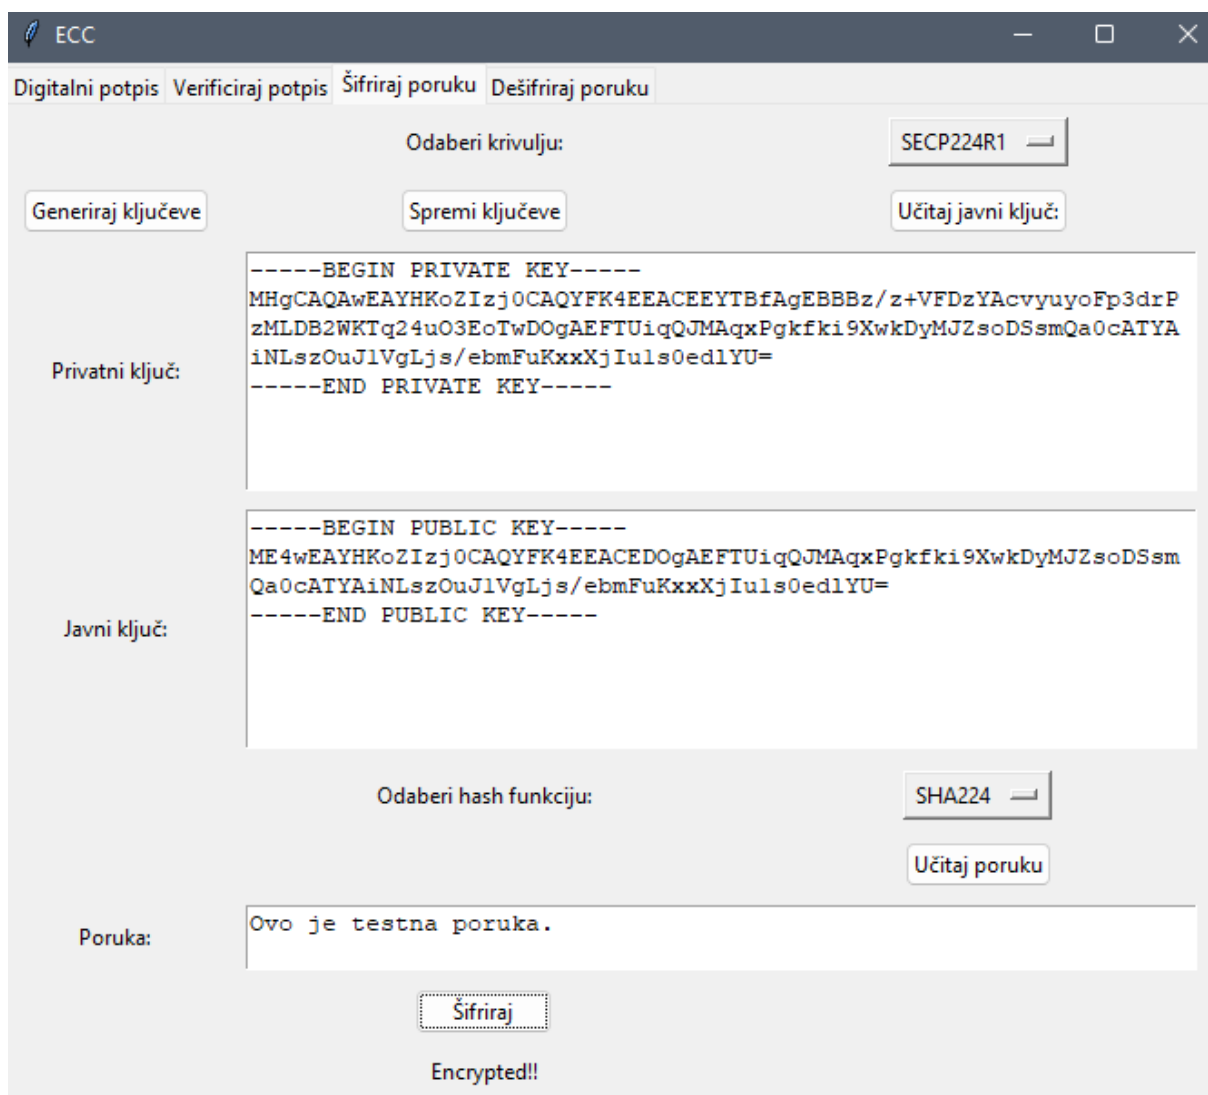 ECC
Digitalni potpis Verificiraj potpis Šifriraj poruku Dešifriraj poruku
Odaberi krivulju: SECP224R1
Generiraj ključeve Spremi ključeve Učitaj javni ključ:
Privatni ključ:
-----BEGIN PRIVATE KEY-----
MHgCAQAwEAYHKoZIzj0CAQYFK4EEACEEYTBfAgEBBBz/z+VFDzYAcvyuyoFp3drP
zMLDB2WKTq24uO3EoTwDOgAEFTUiqQJMAqxPgkfki9XwkDyMJZsoDSsmQa0cATYA
iNLszOuJlVgLjs/ebmFuKxxXjIu1s0edlYU=
-----END PRIVATE KEY-----
Javni ključ:
-----BEGIN PUBLIC KEY-----
ME4wEAYHKoZIzj0CAQYFK4EEACEDOgAEFTUiqQJMAqxPgkfki9XwkDyMJZsoDSsm
Qa0cATYAiNLszOuJlVgLjs/ebmFuKxxXjIu1s0edlYU=
-----END PUBLIC KEY-----
Odaberi hash funkciju: SHA224
Učitaj poruku
Poruka: Ovo je testna poruka.
Šifriraj
Encrypted!!